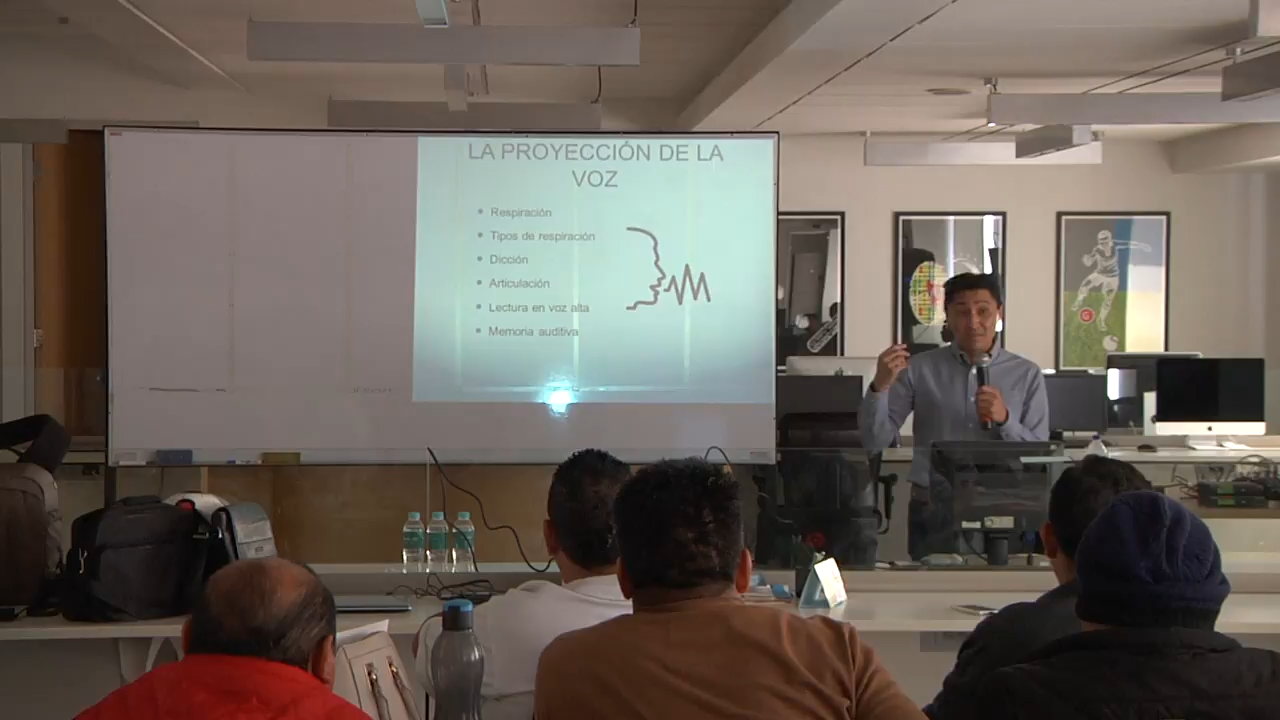 LA PROYECCIÓN DE LA
VOZ
Respiración
Tipos de respiración
Dicción
Articulación
Lectura en voz alta
Memoria auditiva